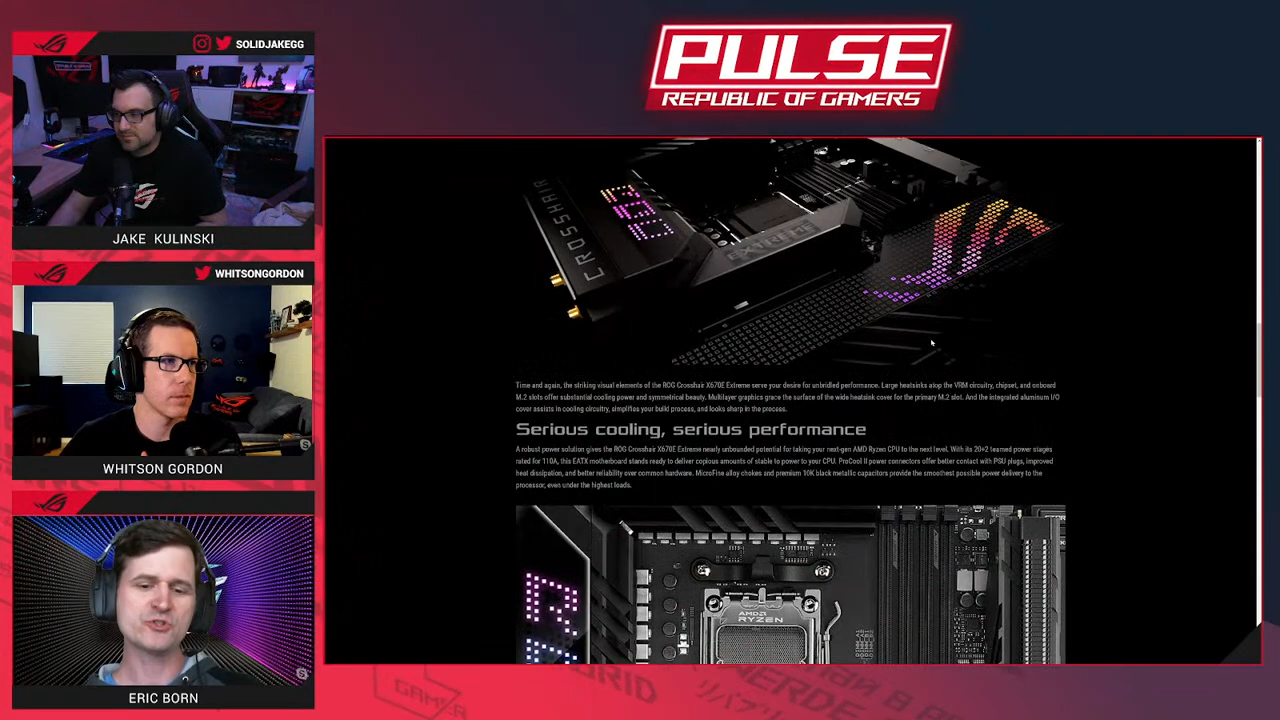 SOLIDJAKEGG
JAKE KULINSKI
WHITSONGORDON
WHITSON GORDON
ERIC BORN
PULSE
REPUBLIC OF GAMERS
CROSSHAIR
EXTREME
Time and again, the striking visual elements of the ROG Crosshair X670E Extreme serve your desire for unbridled performance. Large heatsinks atop the VRM circuitry, chipset, and onboard
M.2 slots offer substantial cooling power and symmetrical beauty. Multilayer graphics grace the surface of the wide heatsink cover for the primary M.2 slot. And the integrated aluminum I/O
cover assists in cooling circuitry, simplifies your build process, and looks sharp in the process.
Serious cooling, serious performance
A robust power solution gives the ROG Crosshair X670E Extreme nearly unbounded potential for taking your next-gen AMD Ryzen CPU to the next level. With its 20+2 teamed power stages
rated for 110A, this EATX motherboard stands ready to deliver copious amounts of stable to power to your CPU. ProCool II power connectors offer better contact with PSU plugs, improved
heat dissipation, and better reliability over common hardware. MicroFine alloy chokes and premium 10K black metallic capacitors provide the smoothest possible power delivery to the
processor, even under the highest loads.
R
AMD
RYZEN
GAMER